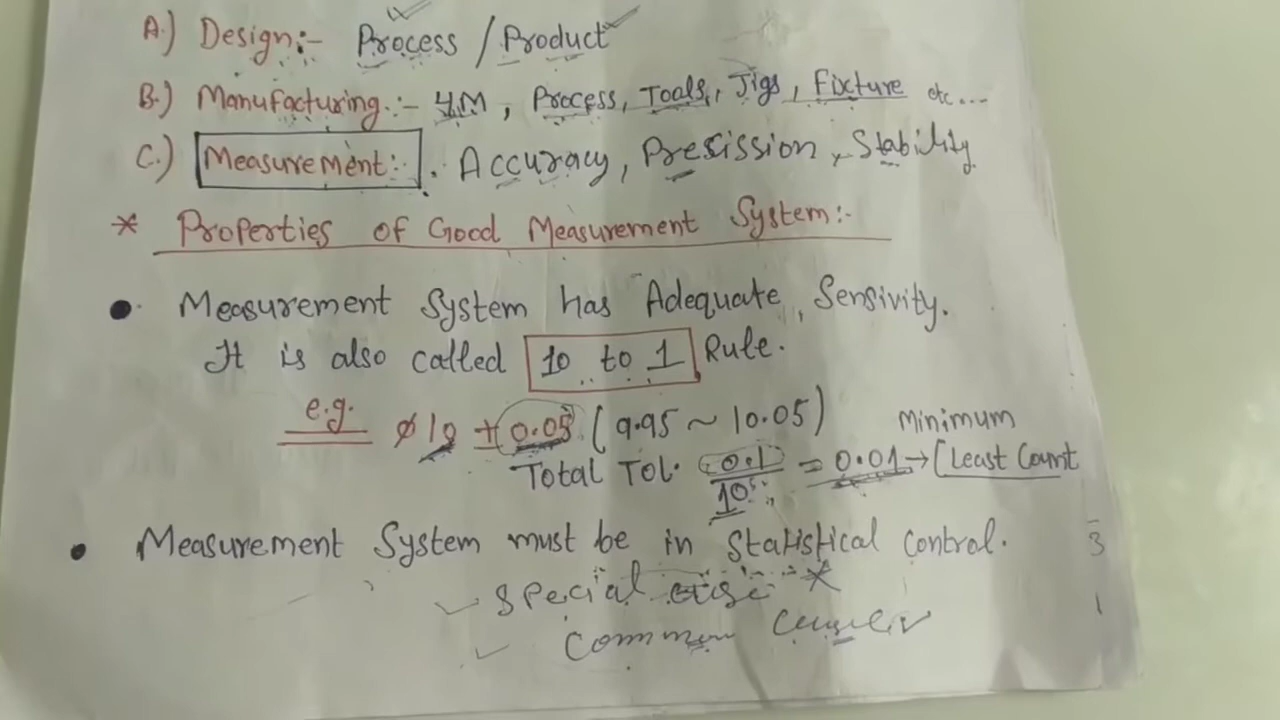 A.) Design:- Process / Product
B.) Manufacturing:- 4M, Process, Tools, Jigs, Fixture etc...
C.) Measurement:- Accuracy, Presission, Stability
* Properties of Good Measurement System:-
• Measurement System has Adequate, Sensivity.
It is also called 10 to 1 Rule.
e.g. ø10 ±0.05 (9.95 ~ 10.05)
Minimum
Total Tol. 0.1/10 = 0.01 → (Least Count
• Measurement System must be in Statistical Control.
Special
Common